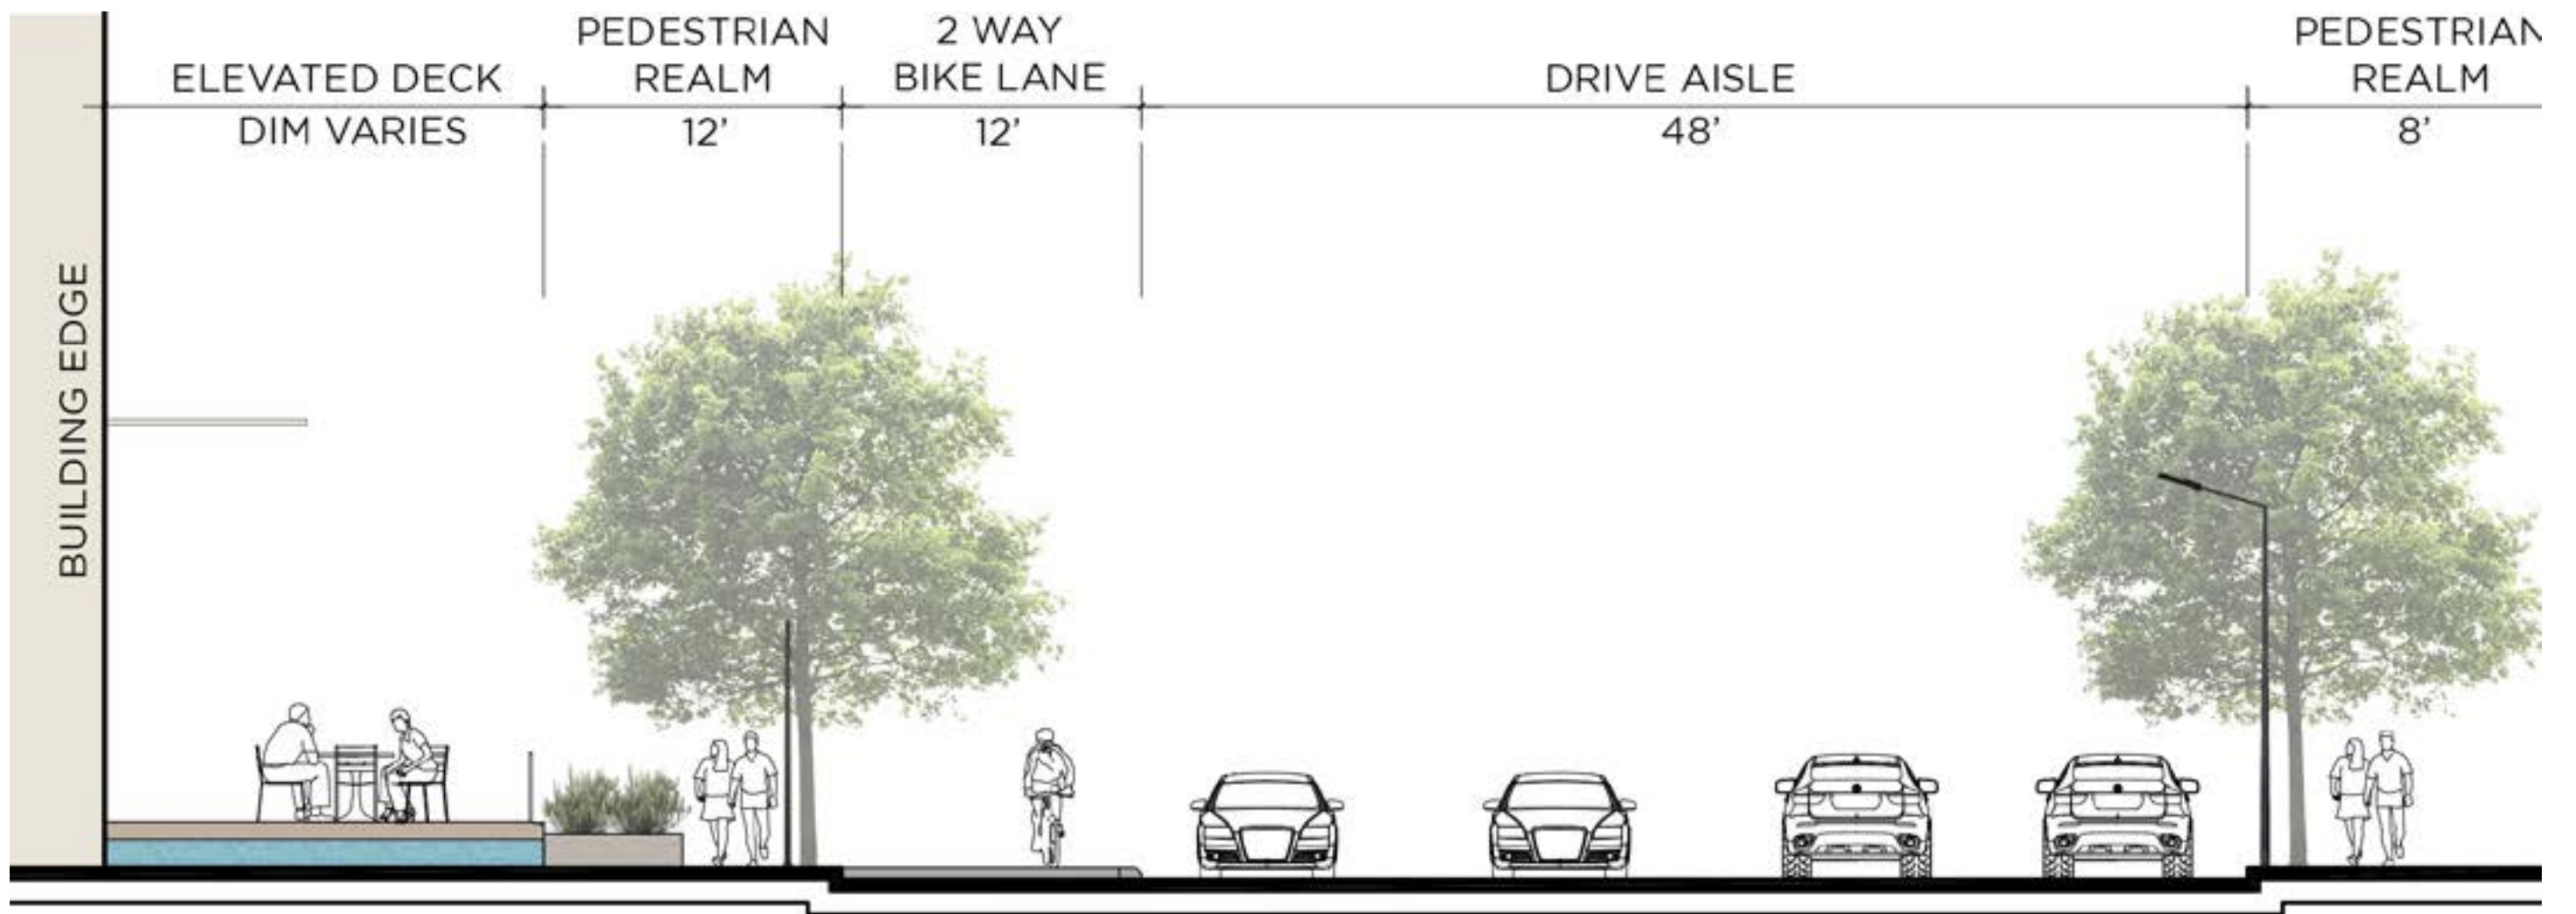 ELEVATED DECK
DIM VARIES
PEDESTRIAN
REALM
12'
2 WAY
BIKE LANE
12'
DRIVE AISLE
48'
PEDESTRIAN
REALM
8'
BUILDING EDGE